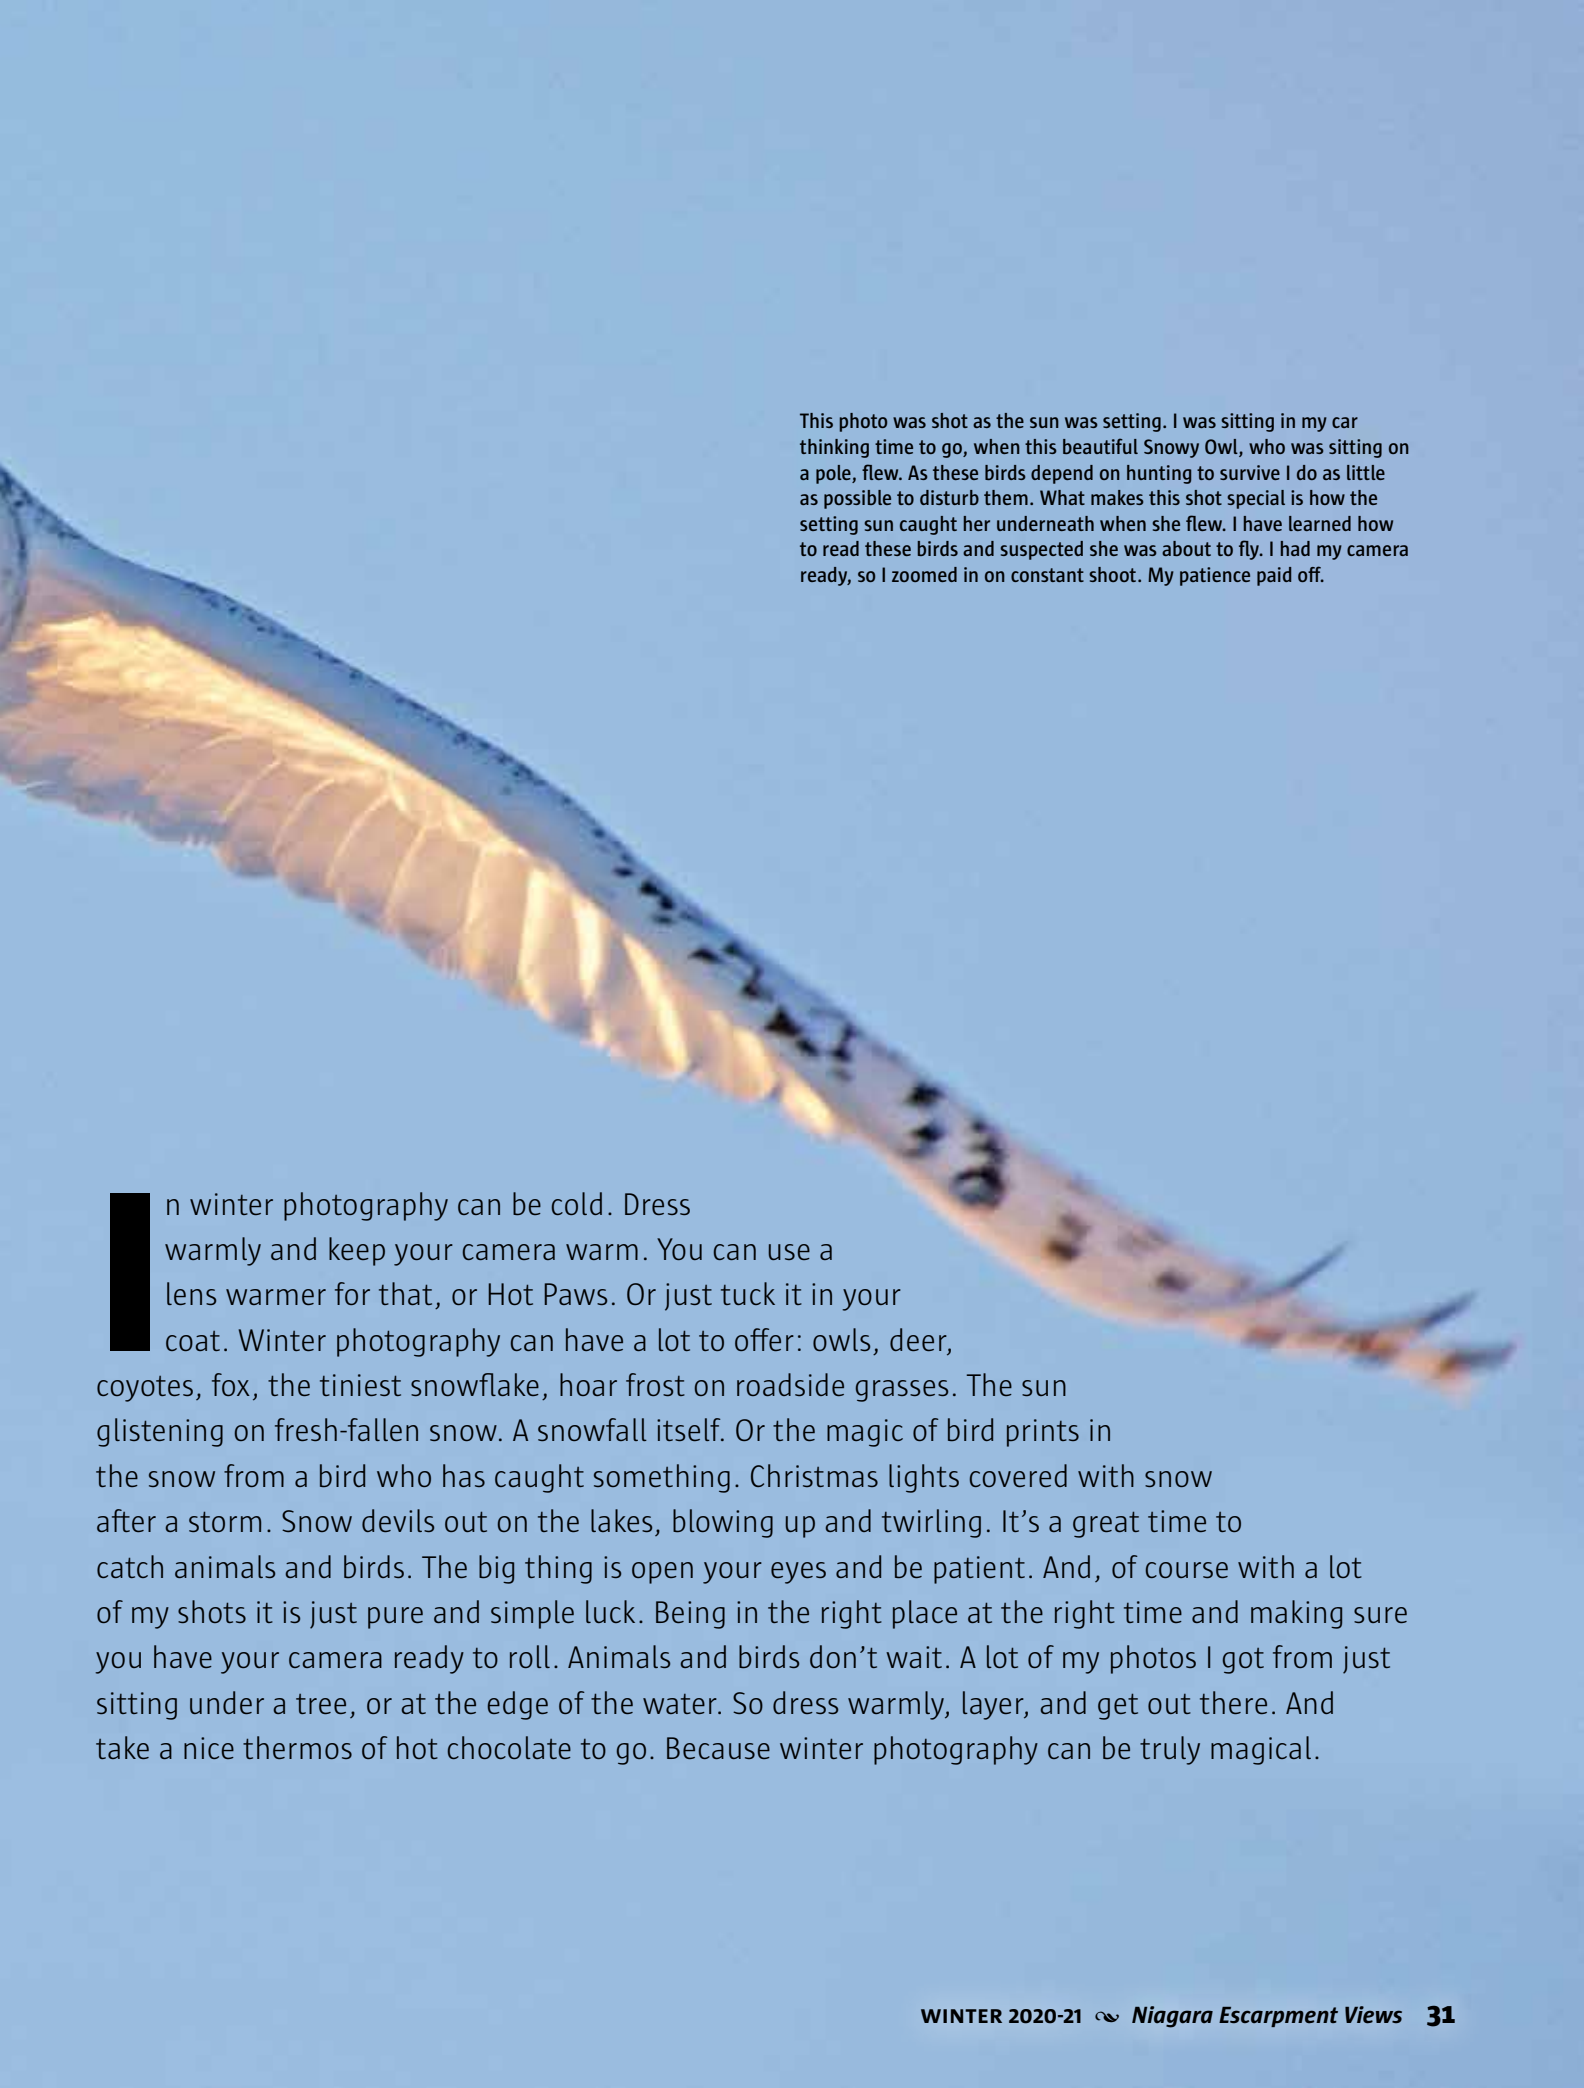 This photo was shot as the sun was setting. I was sitting in my car
thinking time to go, when this beautiful Snowy Owl, who was sitting on
a pole, flew. As these birds depend on hunting to survive I do as little
as possible to disturb them. What makes this shot special is how the
setting sun caught her underneath when she flew. I have learned how
to read these birds and suspected she was about to fly. I had my camera
ready, so I zoomed in on constant shoot. My patience paid off.
In winter photography can be cold. Dress
warmly and keep your camera warm. You can use a
lens warmer for that, or Hot Paws. Or just tuck it in your
coat. Winter photography can have a lot to offer: owls, deer,
coyotes, fox, the tiniest snowflake, hoar frost on roadside grasses. The sun
glistening on fresh-fallen snow. A snowfall itself. Or the magic of bird prints in
the snow from a bird who has caught something. Christmas lights covered with snow
after a storm. Snow devils out on the lakes, blowing up and twirling. It’s a great time to
catch animals and birds. The big thing is open your eyes and be patient. And, of course with a lot
of my shots it is just pure and simple luck. Being in the right place at the right time and making sure
you have your camera ready to roll. Animals and birds don’t wait. A lot of my photos I got from just
sitting under a tree, or at the edge of the water. So dress warmly, layer, and get out there. And
take a nice thermos of hot chocolate to go. Because winter photography can be truly magical.
WINTER 2020-21 Niagara Escarpment Views 31